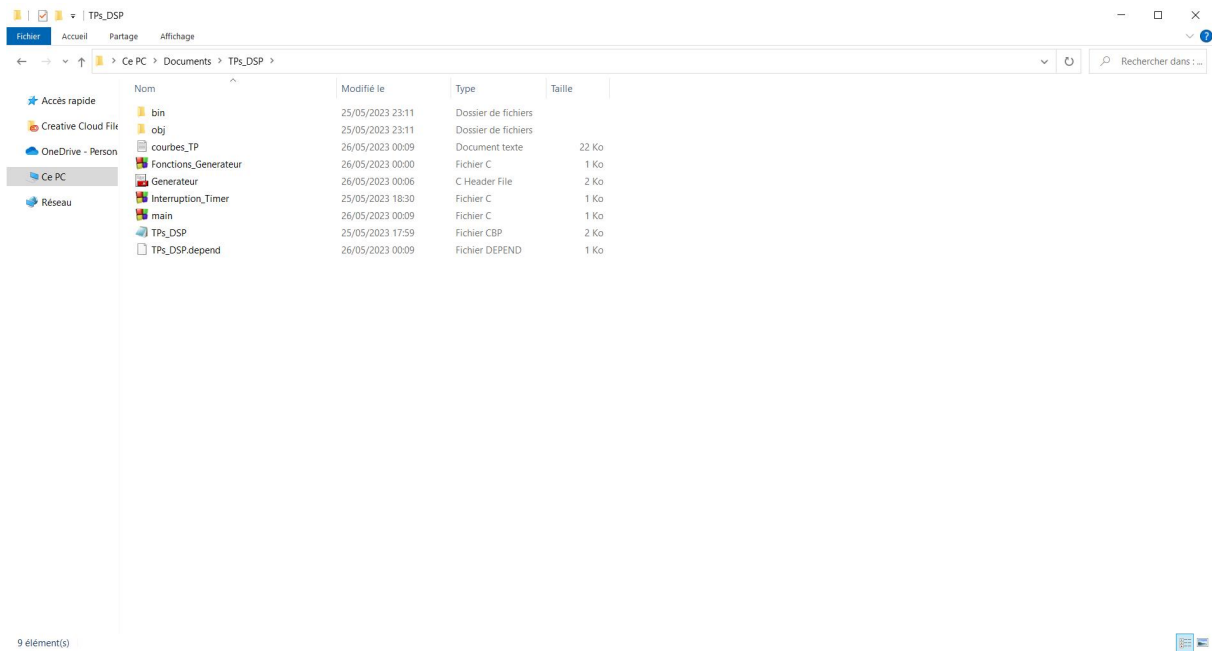 TPs_DSP
Fichier Accueil Partage Affichage
Ce PC > Documents > TPs_DSP >
Rechercher dans : ...
Nom Modifié le Type Taille
Accès rapide
Creative Cloud File
OneDrive - Person
Ce PC
Réseau
bin 25/05/2023 23:11 Dossier de fichiers
obj 25/05/2023 23:11 Dossier de fichiers
courbes_TP 26/05/2023 00:09 Document texte 22 Ko
Fonctions_Generateur 26/05/2023 00:00 Fichier C 1 Ko
Generateur 26/05/2023 00:06 C Header File 2 Ko
Interruption_Timer 25/05/2023 18:30 Fichier C 1 Ko
main 26/05/2023 00:09 Fichier C 1 Ko
TPs_DSP 25/05/2023 17:59 Fichier CBP 2 Ko
TPs_DSP.depend 26/05/2023 00:09 Fichier DEPEND 1 Ko
9 élément(s)